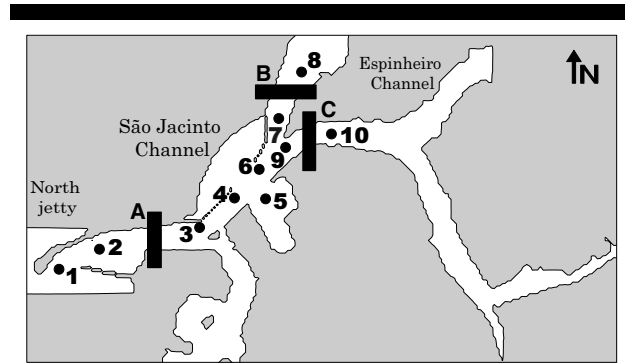 8
Espinheiro
Channel
N
B
C
São Jacinto
Channel
7
10
9
6
North
jetty
4
5
A
3
2
1